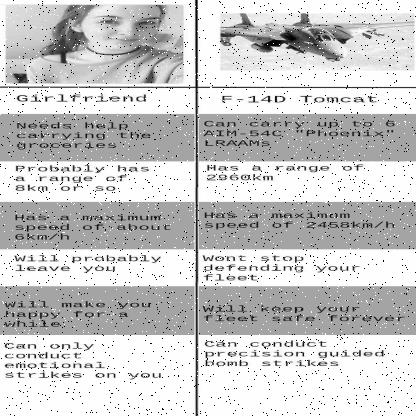 Girlfriend
F-14D Tomcat
Needs help
carrying the
groceries
Can carry up to 6
AIM-54C "Phoenix"
LRAAMS
Probably has
a range of
8km or so
Has a range of
2960km
Has a maximum
speed of about
6km/h
Has a maximum
speed of 2458km/h
Will probably
leave you
Wont stop
defending your
fleet
Will make you
happy for a
while
Will keep your
fleet safe forever
Can only
conduct
emotional
strikes on you
Can conduct
precision guided
bomb strikes